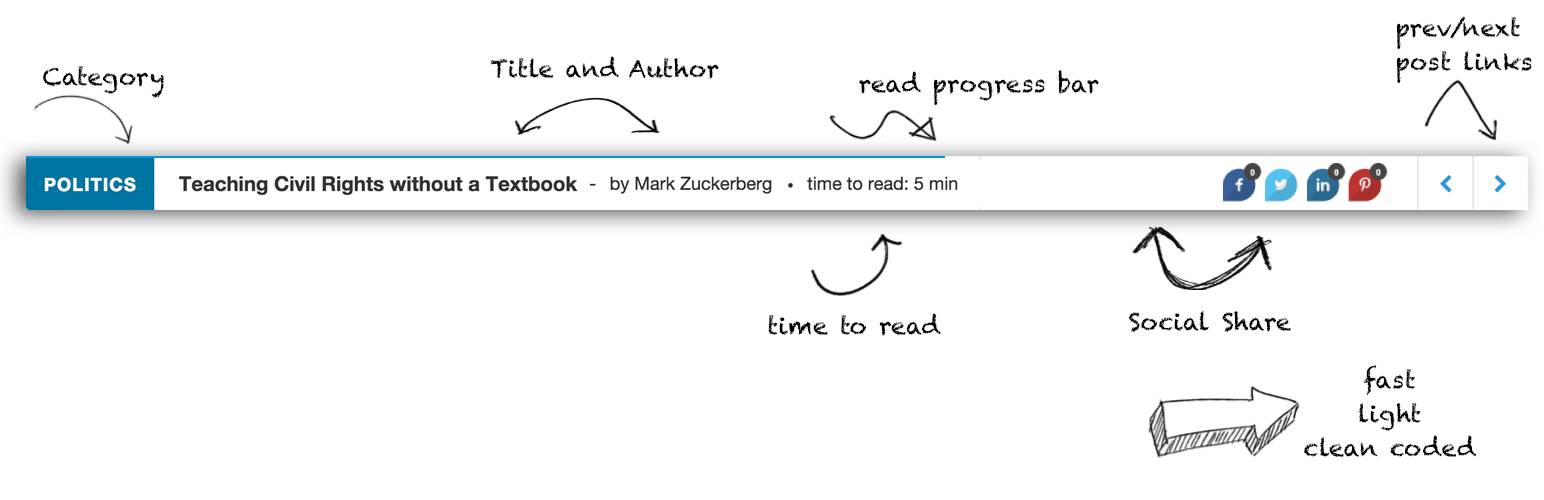 Category
Title and Author
read progress bar
prev/next
post links
POLITICS
Teaching Civil Rights without a Textbook - by Mark Zuckerberg • time to read: 5 min
f 0 in 0 0
time to read
Social Share
fast
light
clean coded